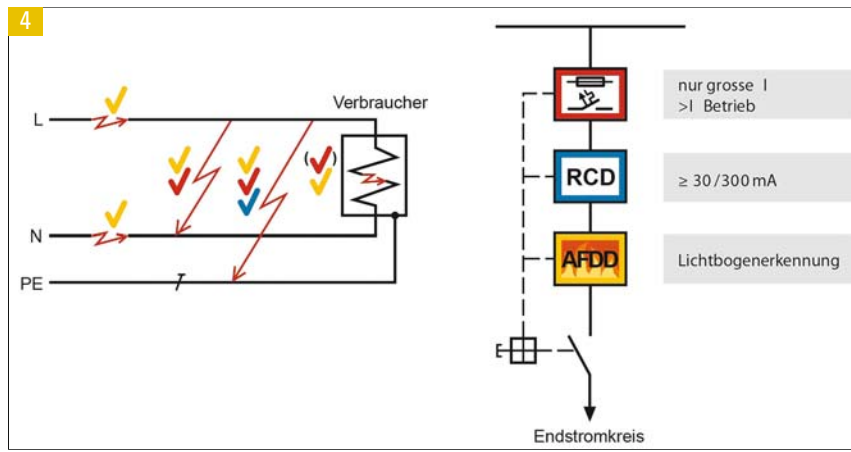 4
L
N
PE
Verbraucher
( )
nur grosse I
>I Betrieb
RCD
≥ 30/300 mA
AFDD
Lichtbogenerkennung
Endstromkreis